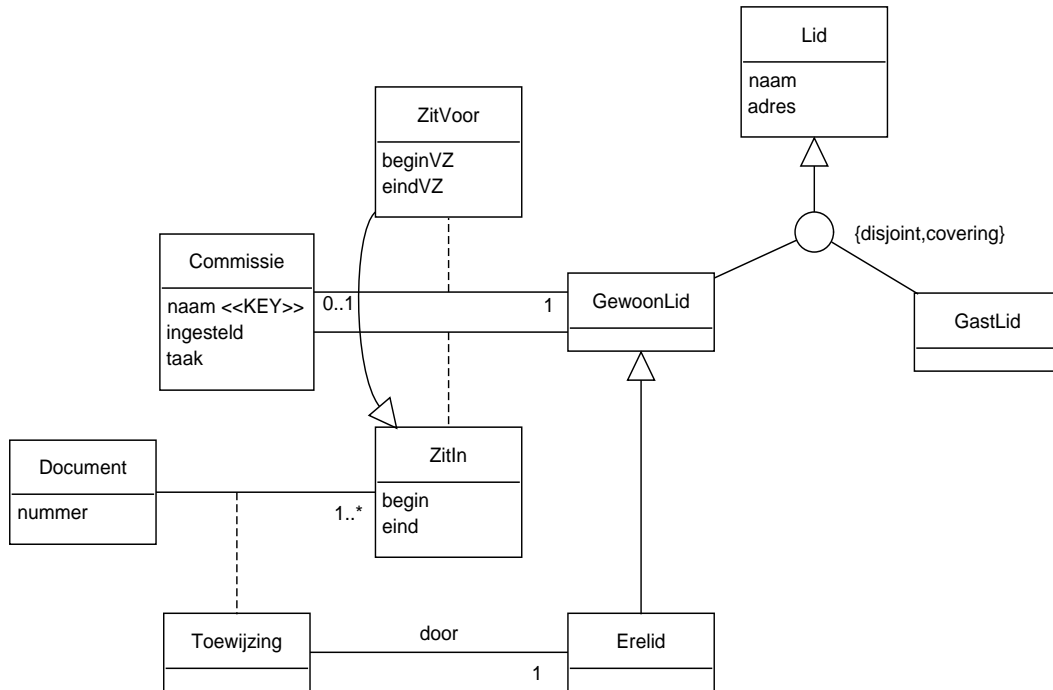 Lid
naam
adres
ZitVoor
beginVZ
eindVZ
{disjoint,covering}
Commissie
naam <<KEY>>
ingesteld
taak
0..1
1
GewoonLid
GastLid
Document
nummer
1..*
ZitIn
begin
eind
Toewijzing
door
1
Erelid